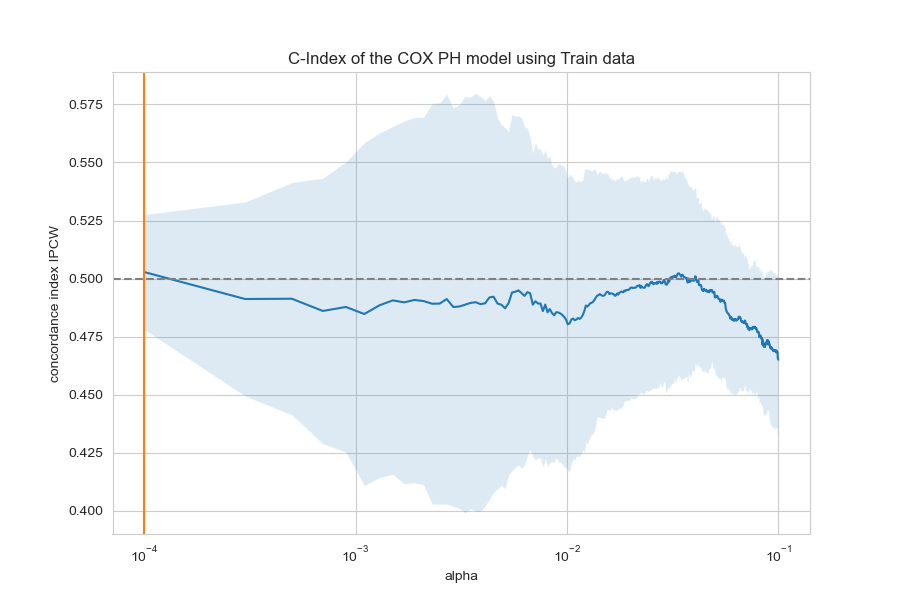 C-Index of the COX PH model using Train data
concordance index IPCW
0.575
0.550
0.525
0.500
0.475
0.450
0.425
0.400
10⁻⁴ 10⁻³ 10⁻² 10⁻¹
alpha